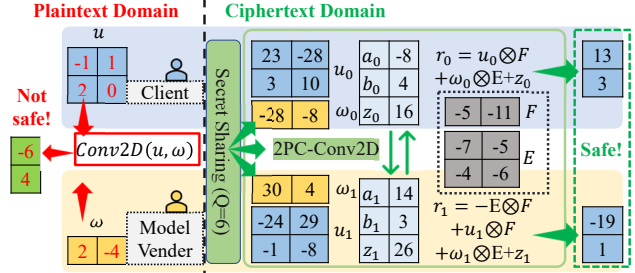 Plaintext Domain
Ciphertext Domain
u
-1 1
2 0
Client
Not safe!
-6
4
Conv2D(u, ω)
ω
2 -4
Model Vender
Secret Sharing (Q=6)
23 -28
3 10
u₀
-28 -8
ω₀
a₀ -8
b₀ 4
z₀ 16
r₀ = u₀⊗F
+ω₀⊗E+z₀
13
3
2PC-Conv2D
-5 -11
F
-7 -5
-4 -6
E
Safe!
30 4
ω₁
-24 29
-1 -8
u₁
a₁ 14
b₁ 3
z₁ 26
r₁ = −E⊗F
+u₁⊗F
+ω₁⊗E+z₁
-19
1